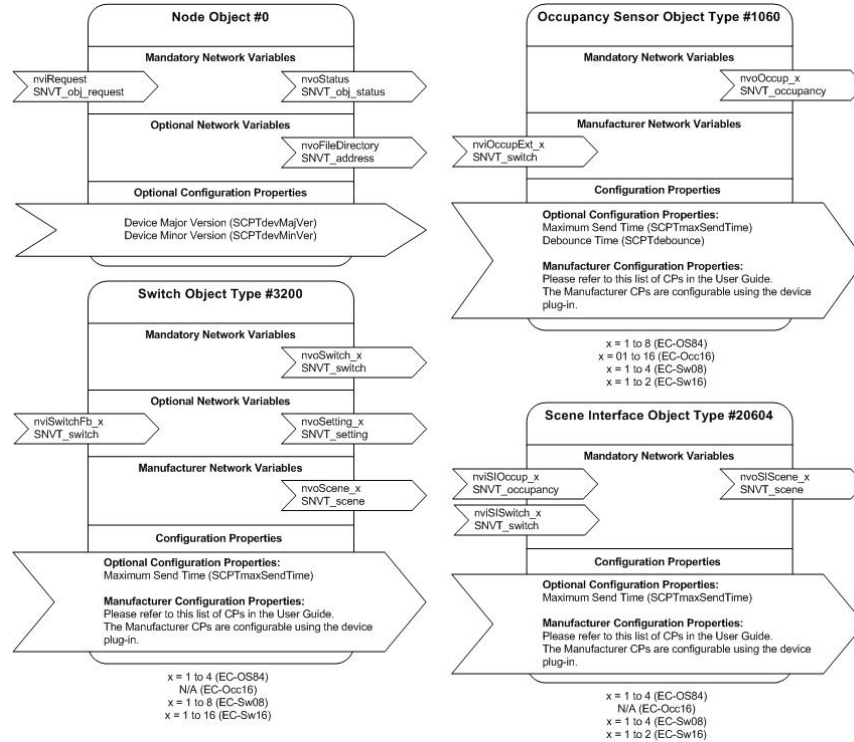 Node Object #0
Mandatory Network Variables
nviRequest
SNVT_obj_request
nvoStatus
SNVT_obj_status
Optional Network Variables
nvoFileDirectory
SNVT_address
Optional Configuration Properties
Device Major Version (SCPTdevMajVer)
Device Minor Version (SCPTdevMinVer)
Switch Object Type #3200
Mandatory Network Variables
nvoSwitch_x
SNVT_switch
Optional Network Variables
nviSwitchFb_x
SNVT_switch
nvoSetting_x
SNVT_setting
Manufacturer Network Variables
nvoScene_x
SNVT_scene
Configuration Properties
Optional Configuration Properties:
Maximum Send Time (SCPTmaxSendTime)
Manufacturer Configuration Properties:
Please refer to this list of CPs in the User Guide.
The Manufacturer CPs are configurable using the device
plug-in.
x = 1 to 4 (EC-OS84)
N/A (EC-Occ16)
x = 1 to 8 (EC-Sw08)
x = 1 to 16 (EC-Sw16)
Occupancy Sensor Object Type #1060
Mandatory Network Variables
nvoOccup_x
SNVT_occupancy
Manufacturer Network Variables
nviOccupExt_x
SNVT_switch
Configuration Properties
Optional Configuration Properties:
Maximum Send Time (SCPTmaxSendTime)
Debounce Time (SCPTdebounce)
Manufacturer Configuration Properties:
Please refer to this list of CPs in the User Guide.
The Manufacturer CPs are configurable using the device
plug-in.
x = 1 to 8 (EC-OS84)
x = 01 to 16 (EC-Occ16)
x = 1 to 4 (EC-Sw08)
x = 1 to 2 (EC-Sw16)
Scene Interface Object Type #20604
Mandatory Network Variables
nviSIOccup_x
SNVT_occupancy
nvoSIScene_x
SNVT_scene
nviSISwitch_x
SNVT_switch
Configuration Properties
Optional Configuration Properties:
Maximum Send Time (SCPTmaxSendTime)
Manufacturer Configuration Properties:
Please refer to this list of CPs in the User Guide.
The Manufacturer CPs are configurable using the device
plug-in.
x = 1 to 4 (EC-OS84)
N/A (EC-Occ16)
x = 1 to 4 (EC-Sw08)
x = 1 to 2 (EC-Sw16)